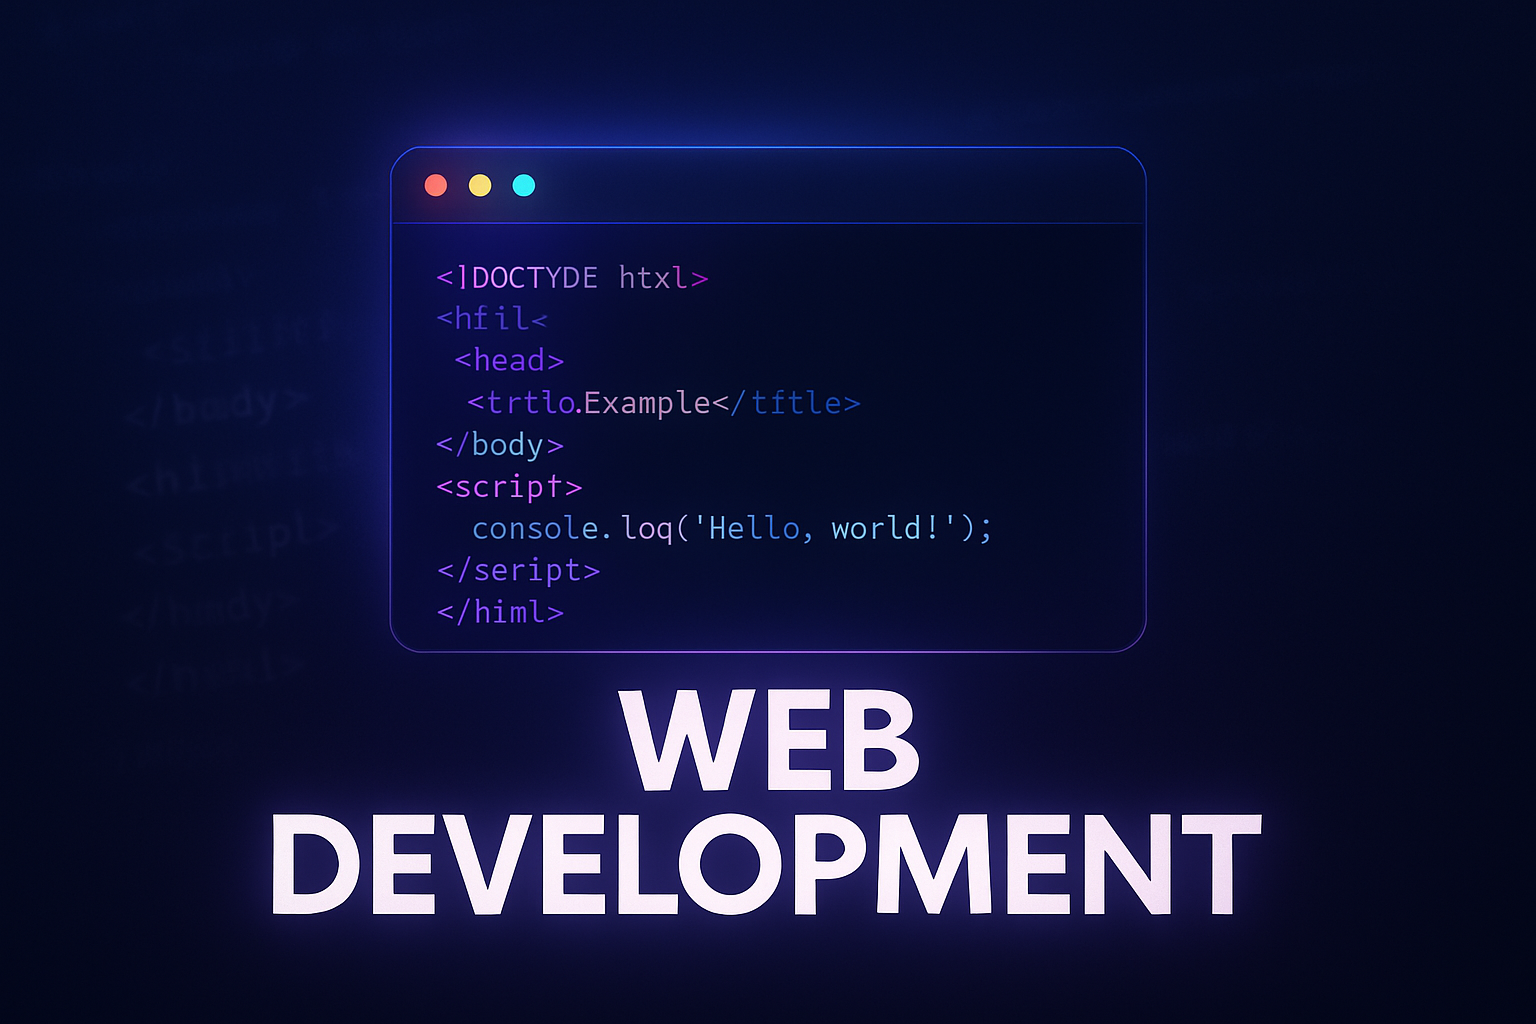 <]DOCTYDE htxl>
<hfil<
<head>
<trtlo.Example</tftle>
</body>
<script>
console.loq('Hello, world!');
</seript>
</himl>
WEB
DEVELOPMENT